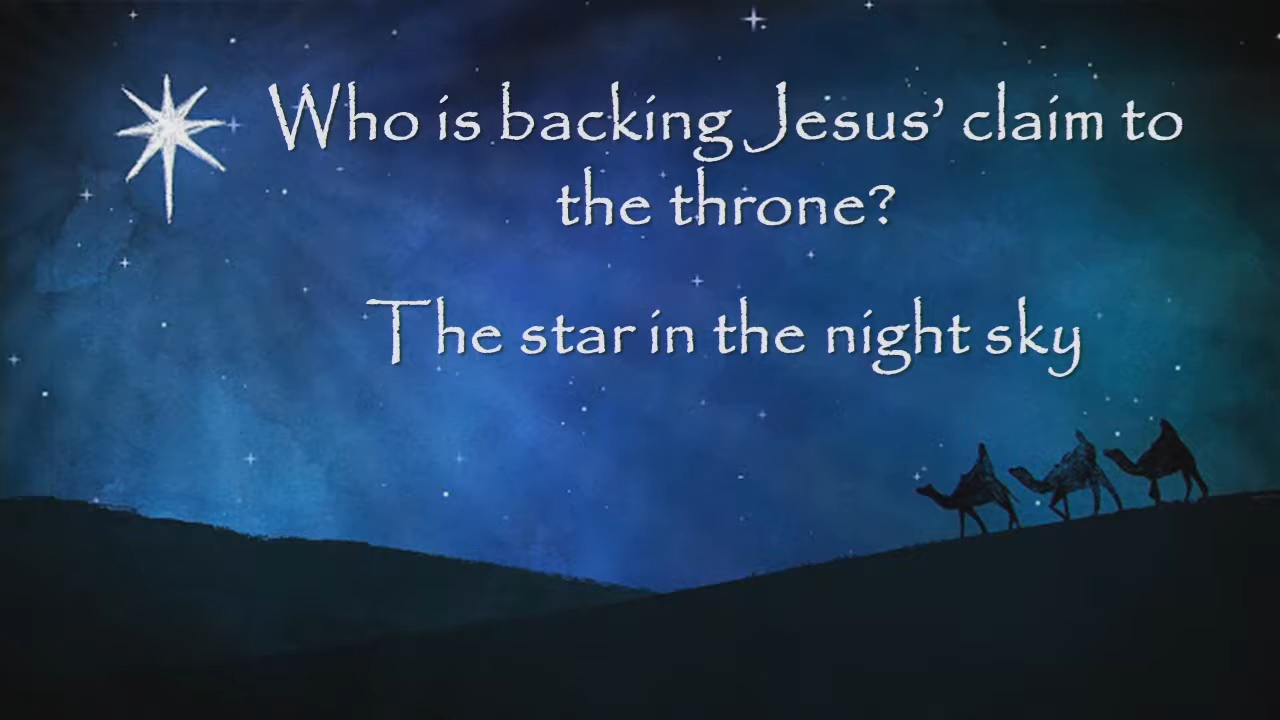 Who is backing Jesus’ claim to
the throne?
The star in the night sky